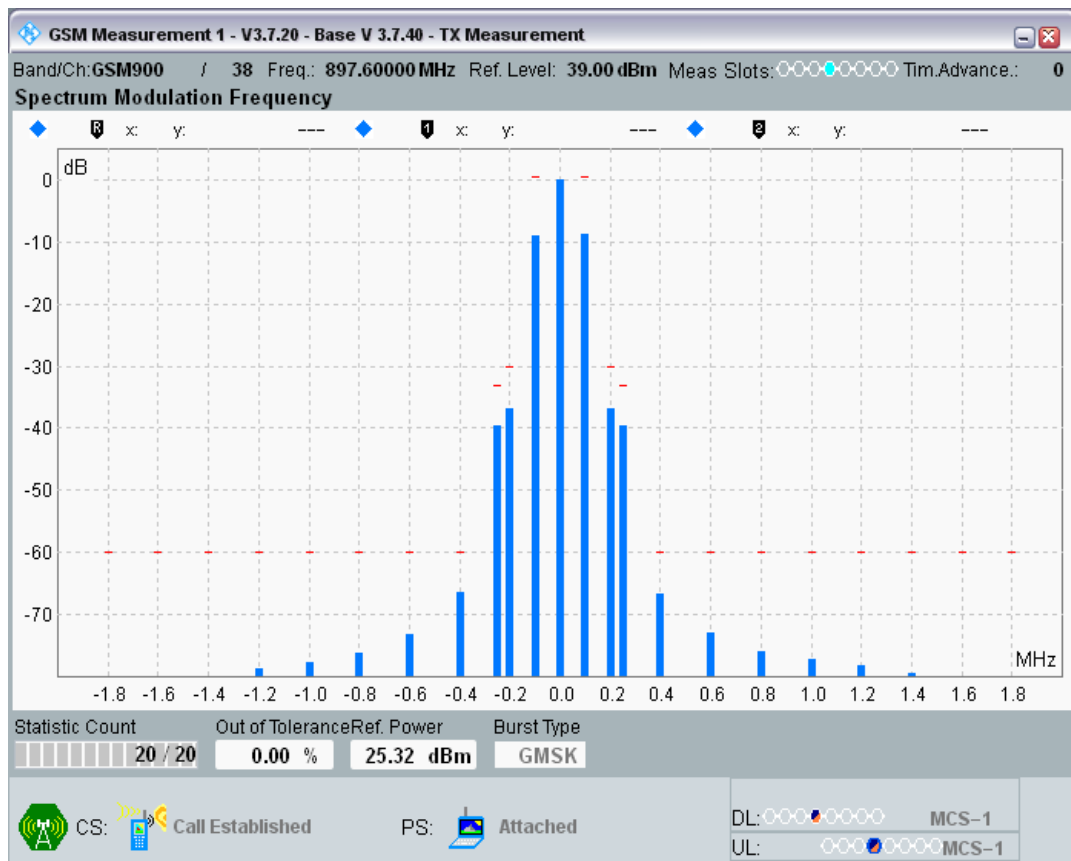 GSM Measurement 1 - V3.7.20 - Base V 3.7.40 - TX Measurement
Band/Ch:GSM900 / 38 Freq.: 897.60000 MHz Ref. Level: 39.00 dBm Meas Slots: Tim.Advance.: 0
Spectrum Modulation Frequency
R x: y: --- 1 x: y: --- 2 x: y: ---
dB
0
-10
-20
-30
-40
-50
-60
-70
MHz
-1.8 -1.6 -1.4 -1.2 -1.0 -0.8 -0.6 -0.4 -0.2 0.0 0.2 0.4 0.6 0.8 1.0 1.2 1.4 1.6 1.8
Statistic Count Out of Tolerance Ref. Power Burst Type
20 / 20 0.00 % 25.32 dBm GMSK
CS: Call Established PS: Attached DL: MCS-1
UL: MCS-1